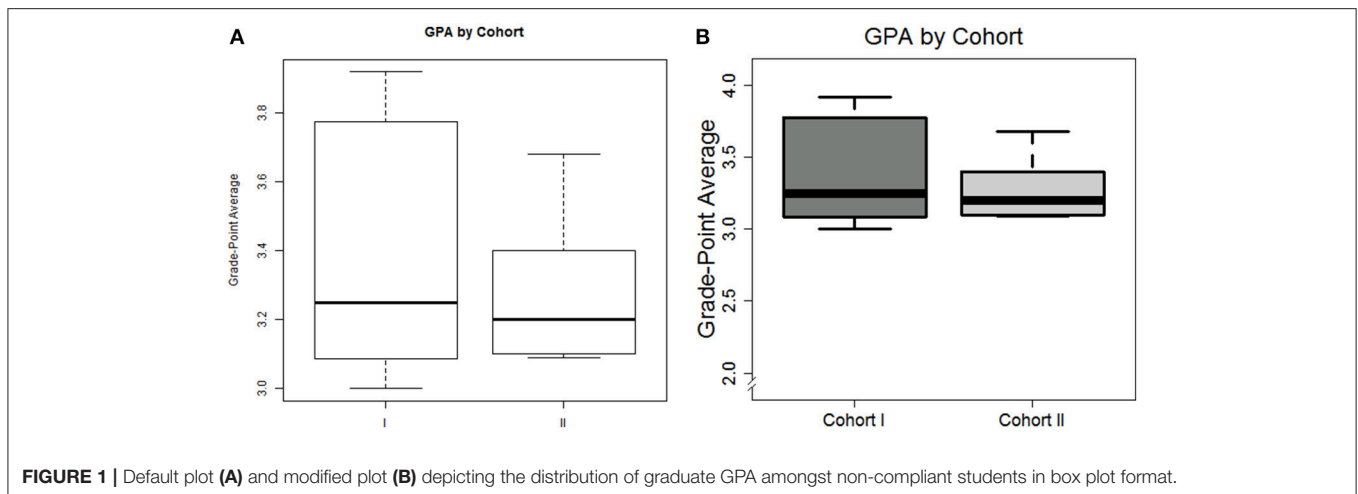 A
GPA by Cohort
Grade-Point Average
3.8
3.6
3.4
3.2
3.0
I
II
B
GPA by Cohort
Grade-Point Average
4.0
3.5
3.0
2.5
2.0
Cohort I
Cohort II
FIGURE 1 | Default plot (A) and modified plot (B) depicting the distribution of graduate GPA amongst non-compliant students in box plot format.